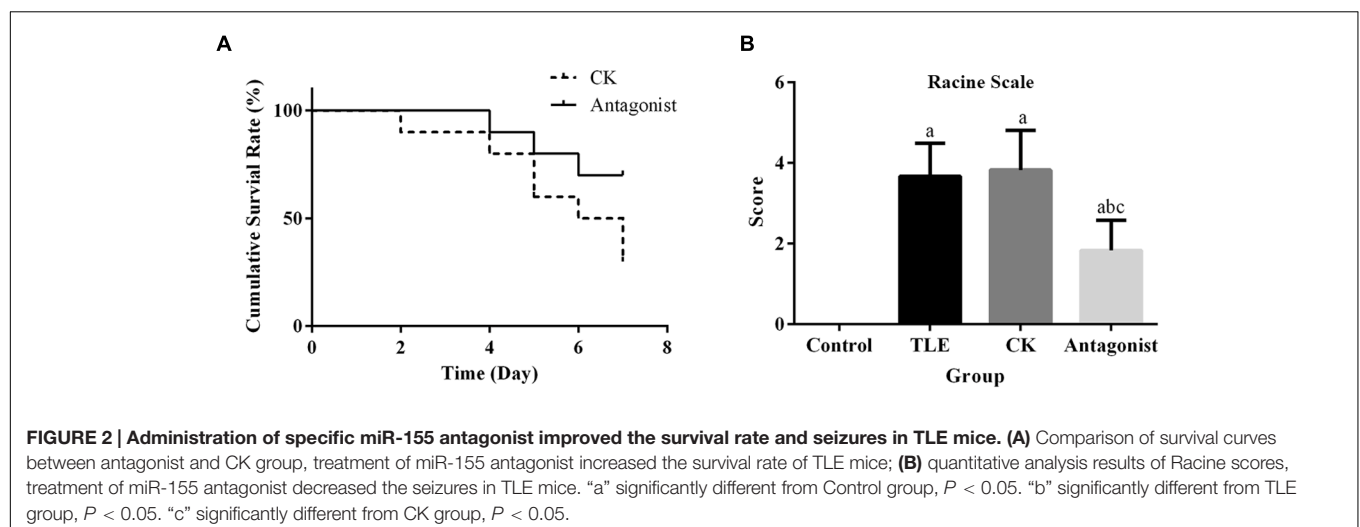 A
CK
Antagonist
100
50
0
Cumulative Survial Rate (%)
0 2 4 6 8
Time (Day)
B
Racine Scale
6
4
2
0
Score
a
a
abc
Control TLE CK Antagonist
Group
FIGURE 2 | Administration of specific miR-155 antagonist improved the survival rate and seizures in TLE mice. (A) Comparison of survival curves
between antagonist and CK group, treatment of miR-155 antagonist increased the survival rate of TLE mice; (B) quantitative analysis results of Racine scores,
treatment of miR-155 antagonist decreased the seizures in TLE mice. “a” significantly different from Control group, P < 0.05. “b” significantly different from TLE
group, P < 0.05. “c” significantly different from CK group, P < 0.05.